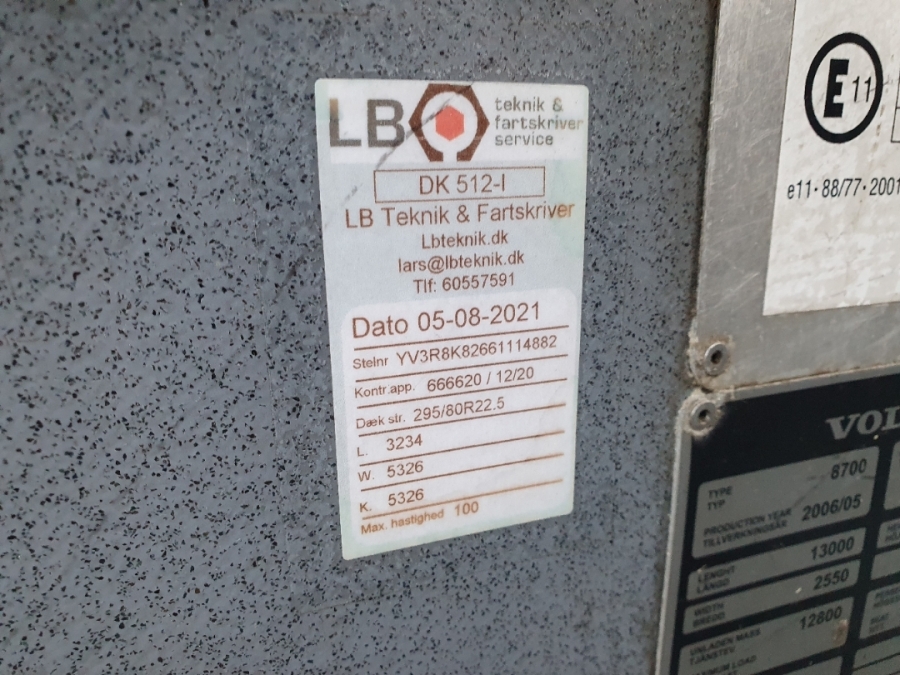 LB teknik &
fartskriver
service
DK 512-I
LB Teknik & Fartskriver
Lbteknik.dk
lars@lbteknik.dk
Tlf: 60557591
Dato 05-08-2021
Stelnr YV3R8K82661114882
Kontr.app. 666620 / 12/20
Dæk str. 295/80R22.5
L. 3234
W. 5326
K. 5326
Max. hastighed 100
E 11
e11·88/77·2001
TYPE 8700
TYP
PRODUCTION YEAR 2006/05
TILLVERKNINGSÅR
LENGHT 13000
LÄNGD
WIDTH 2550
BREDD
UNLADEN MASS 12800
TJÄNSTEV